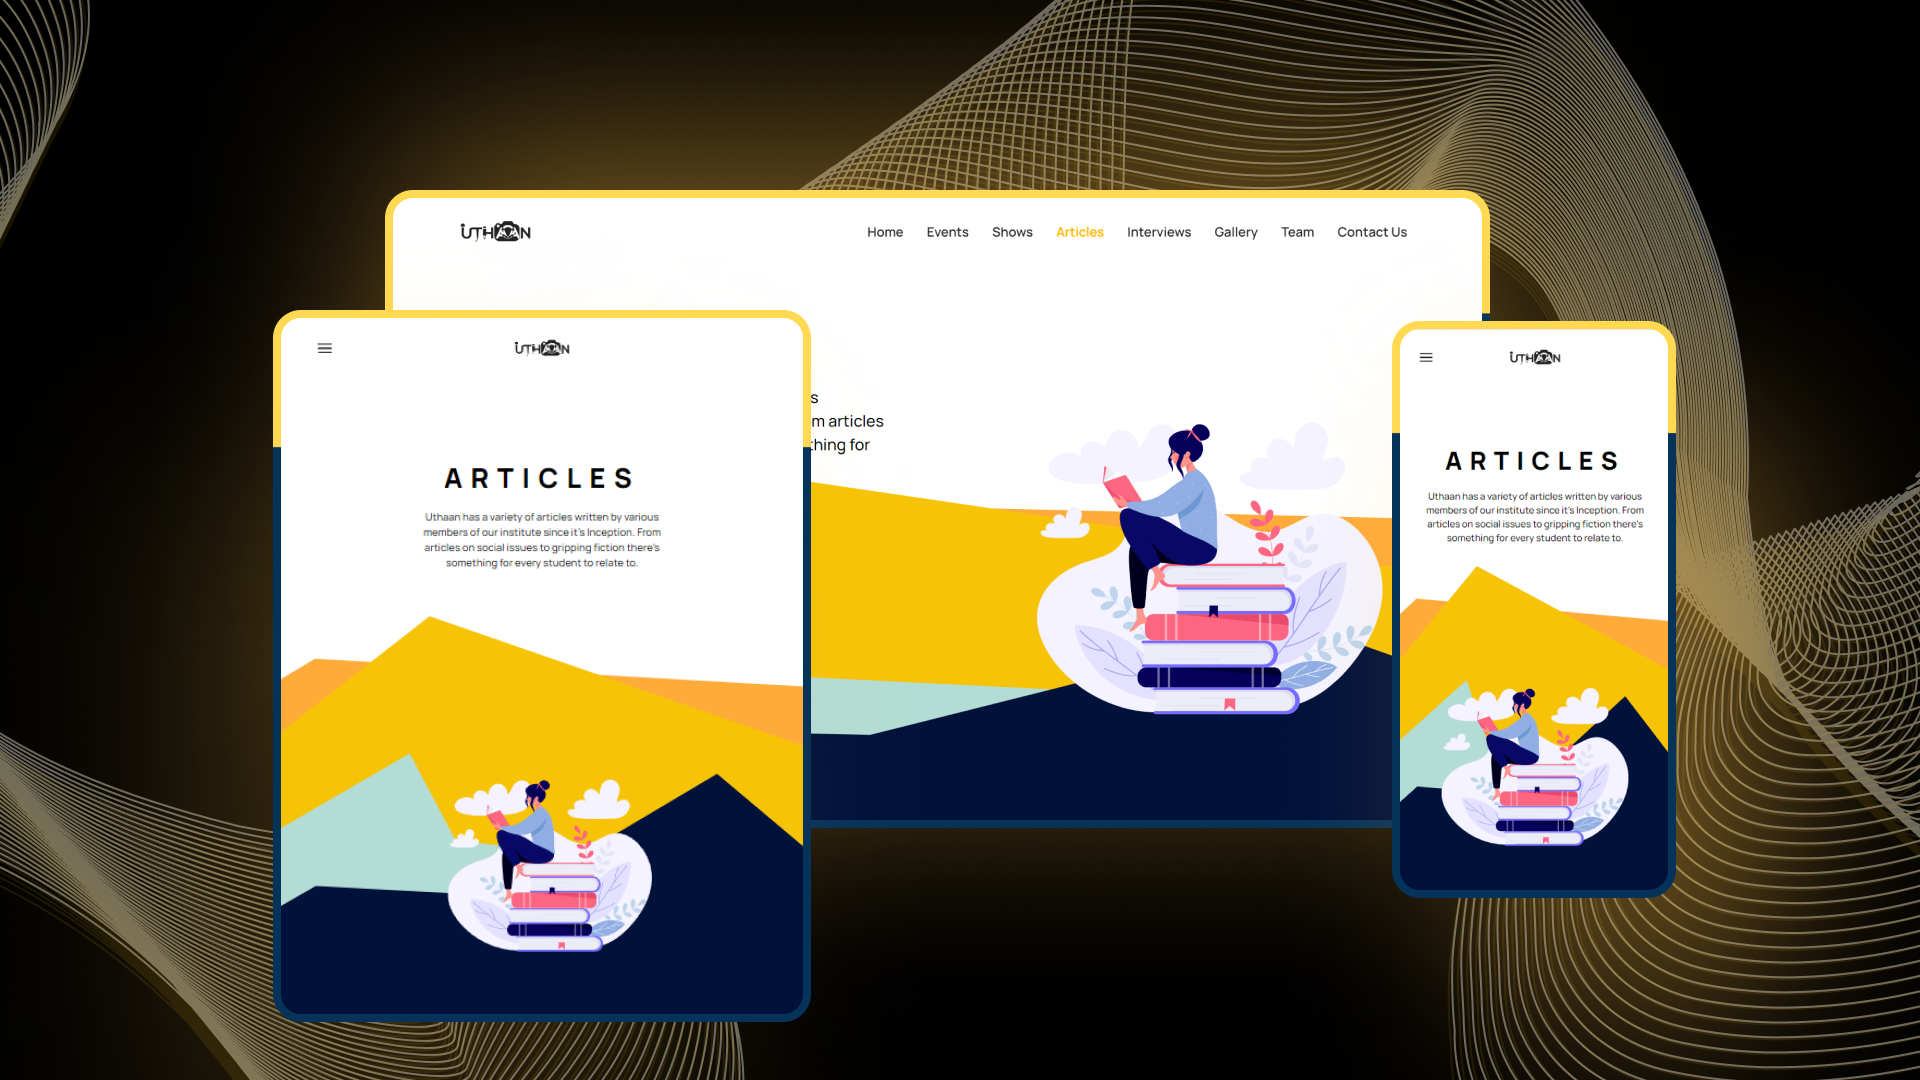 UTHAAN
Home Events Shows Articles Interviews Gallery Team Contact Us
s
m articles
thing for
UTHAAN
ARTICLES
Uthaan has a variety of articles written by various
members of our institute since it's Inception. From
articles on social issues to gripping fiction there's
something for every student to relate to.
UTHAAN
ARTICLES
Uthaan has a variety of articles written by various
members of our institute since it's Inception. From
articles on social issues to gripping fiction there's
something for every student to relate to.